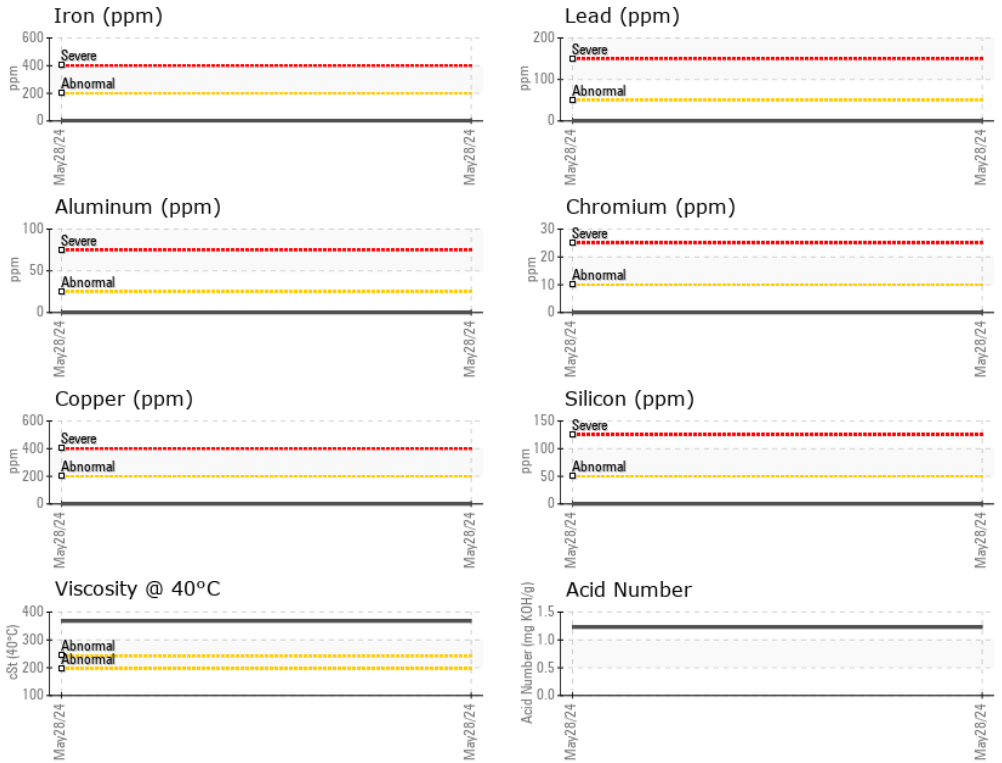 Iron (ppm)
600
400
200
0
ppm
Severe
Abnormal
May28/24
May28/24
Lead (ppm)
200
100
0
ppm
Severe
Abnormal
May28/24
May28/24
Aluminum (ppm)
100
50
0
ppm
Severe
Abnormal
May28/24
May28/24
Chromium (ppm)
30
20
10
0
ppm
Severe
Abnormal
May28/24
May28/24
Copper (ppm)
600
400
200
0
ppm
Severe
Abnormal
May28/24
May28/24
Silicon (ppm)
150
100
50
0
ppm
Severe
Abnormal
May28/24
May28/24
Viscosity @ 40°C
400
300
200
100
cSt (40°C)
Abnormal
Abnormal
May28/24
May28/24
Acid Number
1.5
1.0
0.5
0.0
Acid Number (mg KOH/g)
May28/24
May28/24